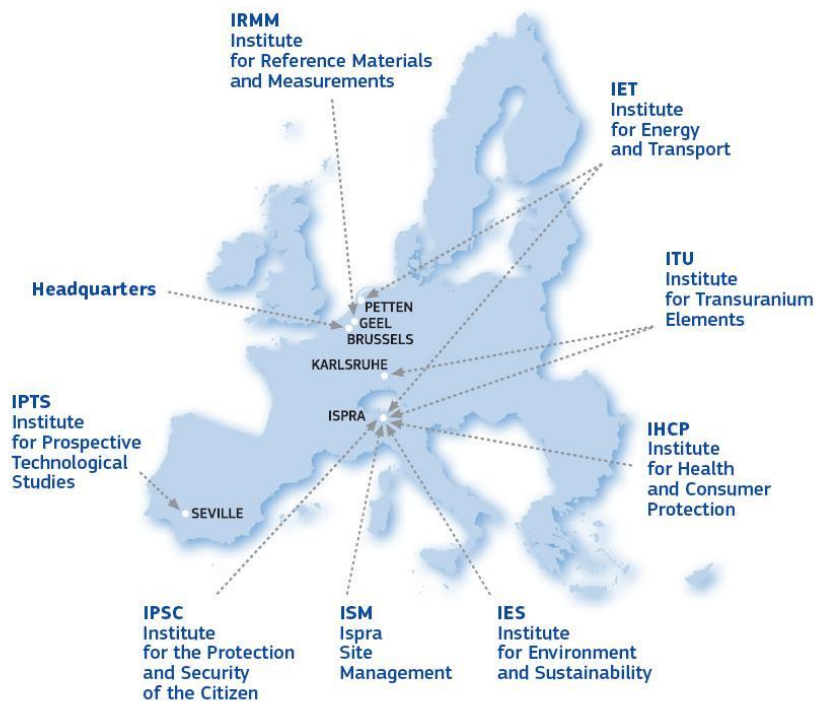 IRMM
Institute
for Reference Materials
and Measurements
IET
Institute
for Energy
and Transport
ITU
Institute
for Transuranium
Elements
Headquarters
PETTEN
GEEL
BRUSSELS
KARLSRUHE
ISPRA
IPTS
Institute
for Prospective
Technological
Studies
SEVILLE
IHCP
Institute
for Health
and Consumer
Protection
IPSC
Institute
for the Protection
and Security
of the Citizen
ISM
Ispra
Site
Management
IES
Institute
for Environment
and Sustainability